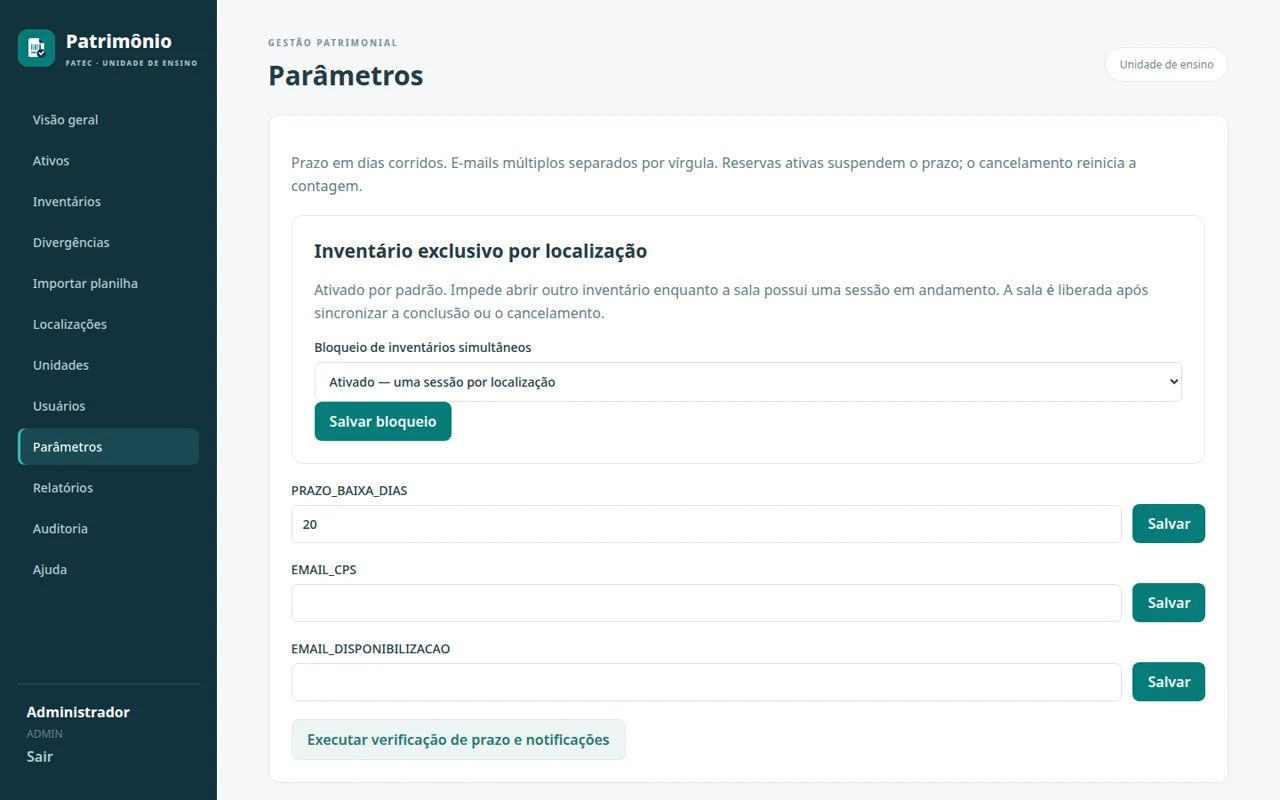 Patrimônio
FATEC · UNIDADE DE ENSINO
Visão geral
Ativos
Inventários
Divergências
Importar planilha
Localizações
Unidades
Usuários
Parâmetros
Relatórios
Auditoria
Ajuda
Administrador
ADMIN
Sair
GESTÃO PATRIMONIAL
Parâmetros
Unidade de ensino
Prazo em dias corridos. E-mails múltiplos separados por vírgula. Reservas ativas suspendem o prazo; o cancelamento reinicia a
contagem.
Inventário exclusivo por localização
Ativado por padrão. Impede abrir outro inventário enquanto a sala possui uma sessão em andamento. A sala é liberada após
sincronizar a conclusão ou o cancelamento.
Bloqueio de inventários simultâneos
Ativado — uma sessão por localização
Salvar bloqueio
PRAZO_BAIXA_DIAS
20
Salvar
EMAIL_CPS
Salvar
EMAIL_DISPONIBILIZACAO
Salvar
Executar verificação de prazo e notificações